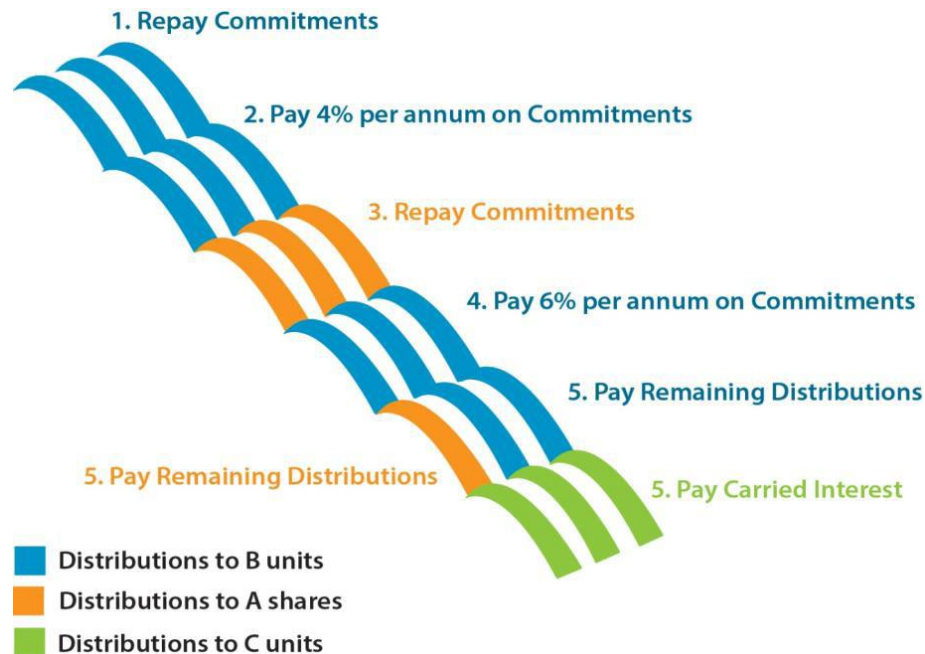 1. Repay Commitments
2. Pay 4% per annum on Commitments
3. Repay Commitments
4. Pay 6% per annum on Commitments
5. Pay Remaining Distributions
5. Pay Remaining Distributions
5. Pay Carried Interest
Distributions to B units
Distributions to A shares
Distributions to C units